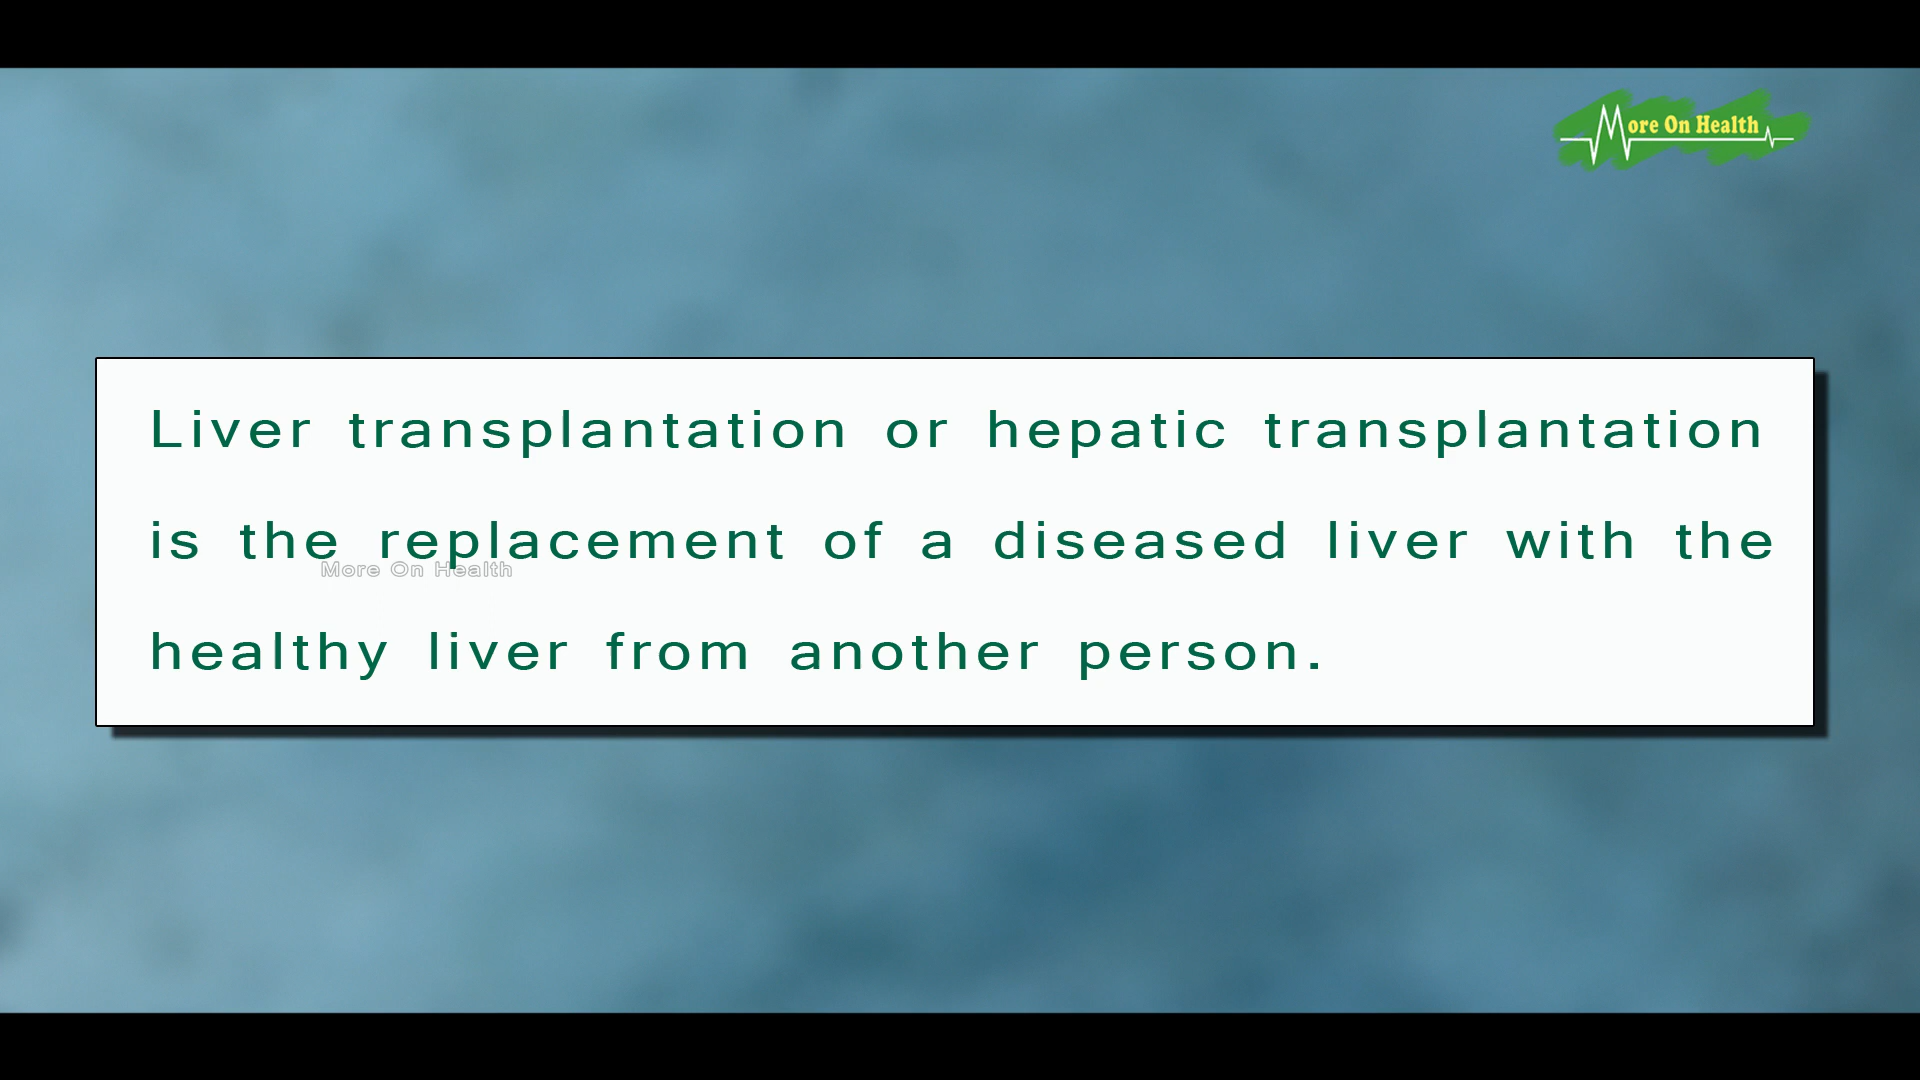 More On Health
Liver transplantation or hepatic transplantation
is the replacement of a diseased liver with the
More On Health
healthy liver from another person.